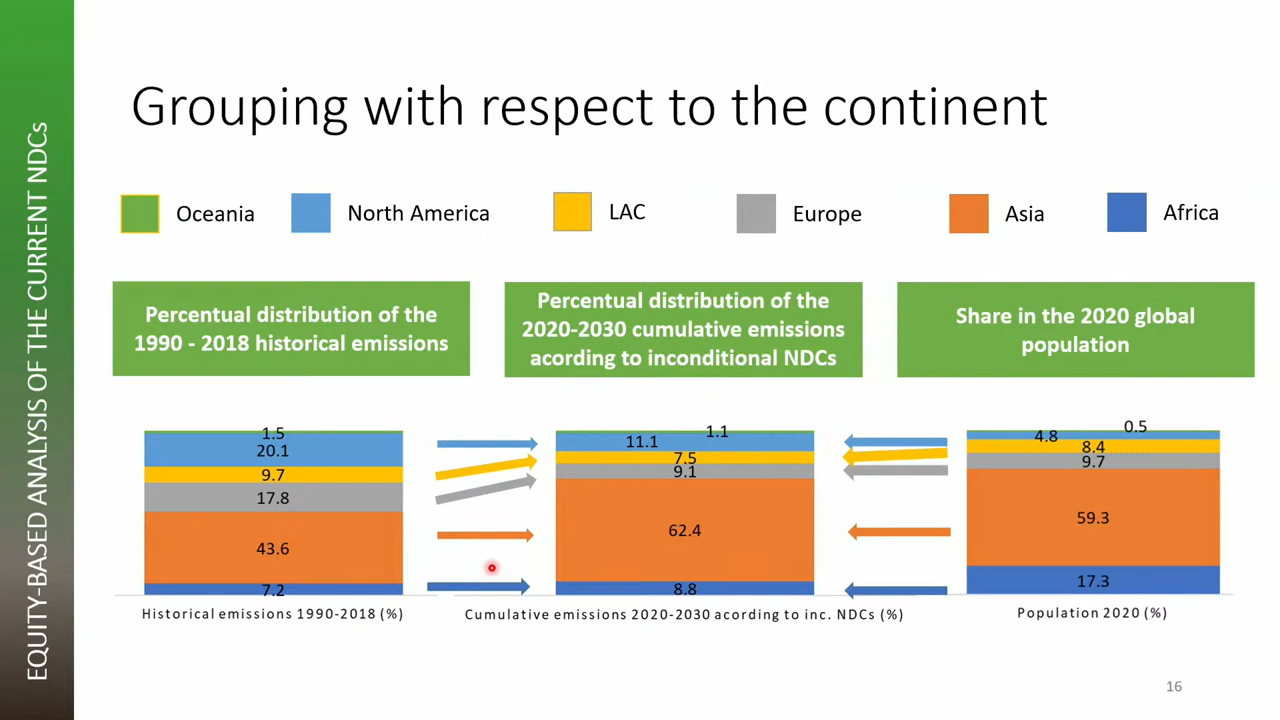 EQUITY-BASED ANALYSIS OF THE CURRENT NDCs
Grouping with respect to the continent
Oceania
North America
LAC
Europe
Asia
Africa
Percentual distribution of the
1990 - 2018 historical emissions
Percentual distribution of the
2020-2030 cumulative emissions
acording to inconditional NDCs
Share in the 2020 global
population
1.5
20.1
9.7
17.8
43.6
7.2
Historical emissions 1990-2018 (%)
1.1
11.1
7.5
9.1
62.4
8.8
Cumulative emissions 2020-2030 acording to inc. NDCs (%)
0.5
4.8
8.4
9.7
59.3
17.3
Population 2020 (%)
16